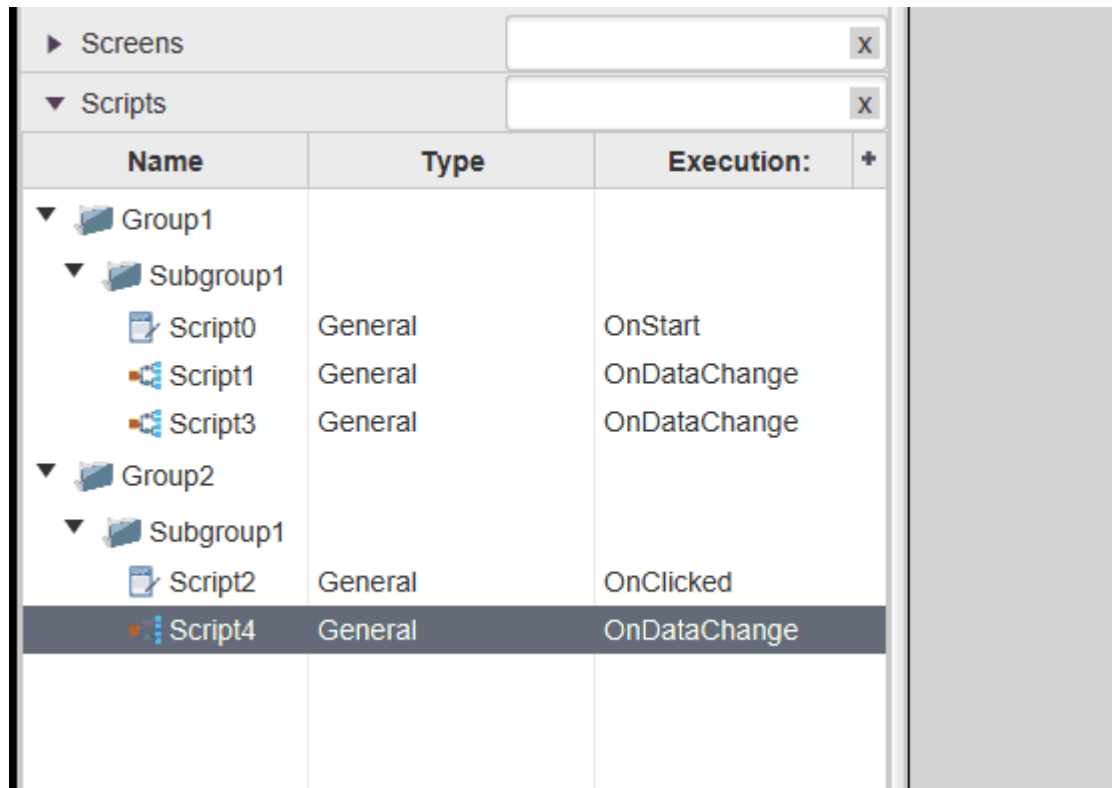 Screens x
Scripts x
Name Type Execution: +
Group1
Subgroup1
Script0 General OnStart
Script1 General OnDataChange
Script3 General OnDataChange
Group2
Subgroup1
Script2 General OnClicked
Script4 General OnDataChange